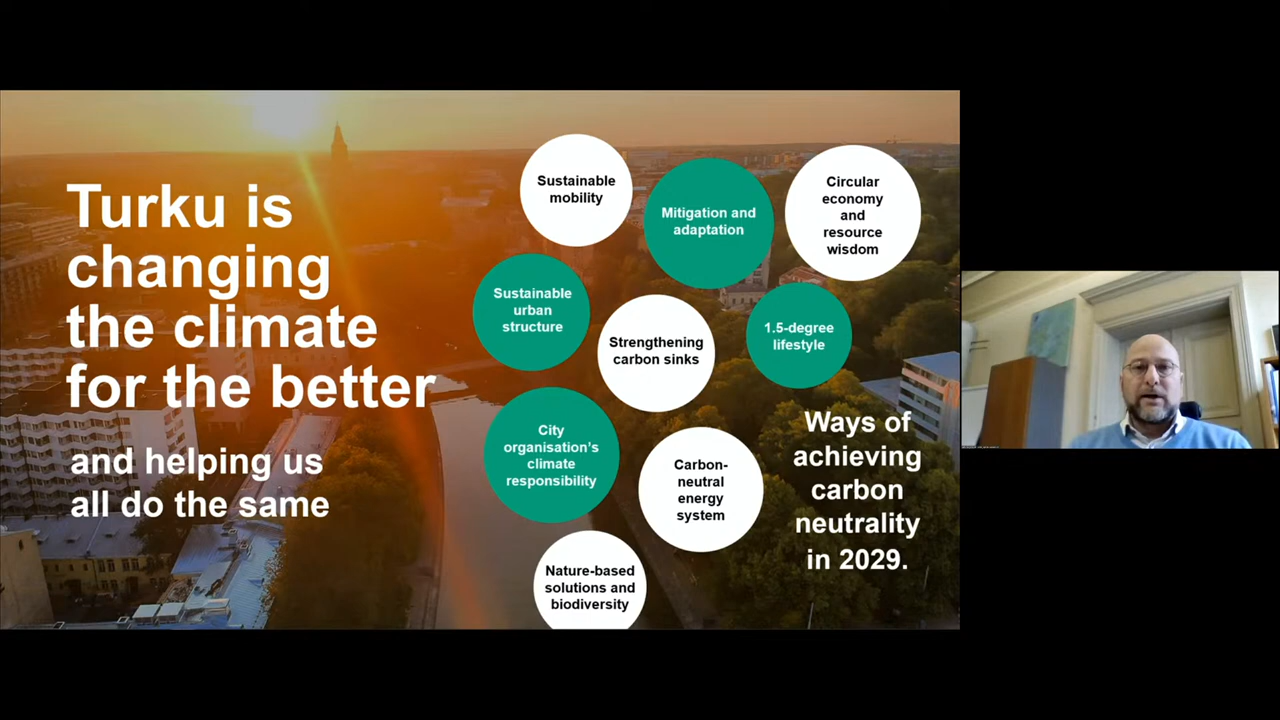 Turku is
changing
the climate
for the better
and helping us
all do the same
Sustainable
mobility
Mitigation and
adaptation
Circular
economy
and
resource
wisdom
Sustainable
urban
structure
Strengthening
carbon sinks
1.5-degree
lifestyle
City
organisation's
climate
responsibility
Carbon-
neutral
energy
system
Nature-based
solutions and
biodiversity
Ways of
achieving
carbon
neutrality
in 2029.